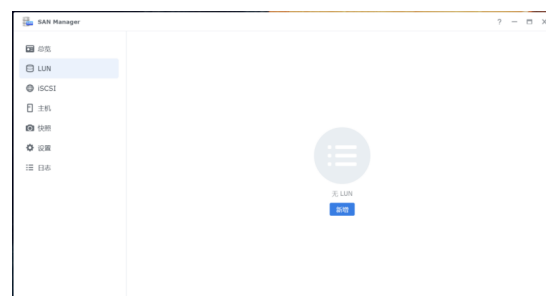 SAN Manager
总览
LUN
iSCSI
主机
快照
设置
日志
无 LUN
新增